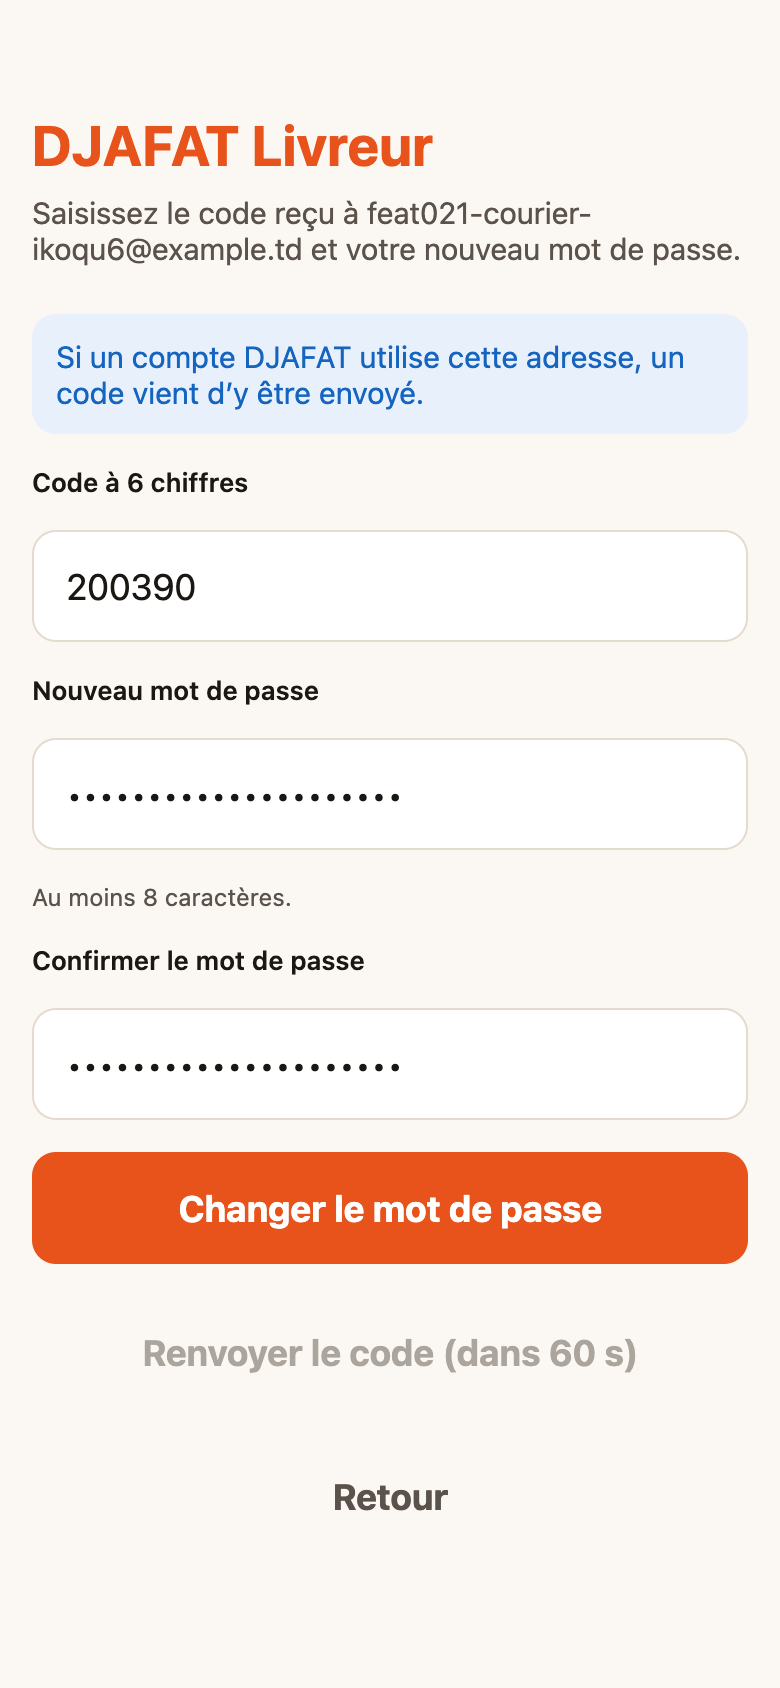 DJAFAT Livreur
Saisissez le code reçu à feat021-courier-
ikoqu6@example.td et votre nouveau mot de passe.
Si un compte DJAFAT utilise cette adresse, un
code vient d’y être envoyé.
Code à 6 chiffres
200390
Nouveau mot de passe
•••••••••••••••••••••
Au moins 8 caractères.
Confirmer le mot de passe
•••••••••••••••••••••
Changer le mot de passe
Renvoyer le code (dans 60 s)
Retour